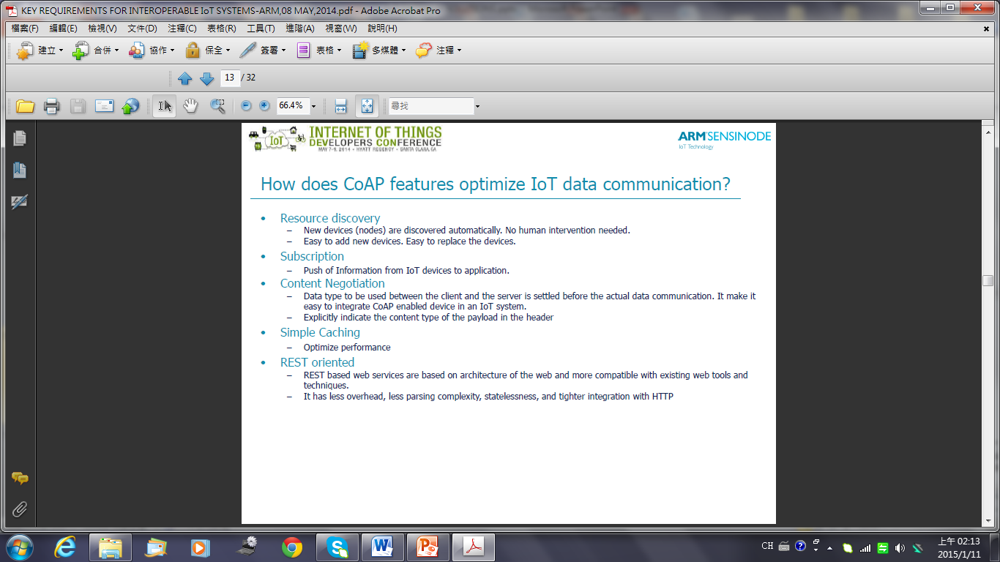 KEY REQUIREMENTS FOR INTEROPERABLE IoT SYSTEMS-ARM,08 MAY,2014.pdf - Adobe Acrobat Pro
檔案(F) 編輯(E) 檢視(V) 文件(D) 注釋(C) 表格(R) 工具(T) 進階(A) 視窗(W) 說明(H)
建立 合併 協作 保全 簽署 表格 多媒體 注釋
13 / 32
66.4% 尋找
IoT
INTERNET OF THINGS
DEVELOPERS CONFERENCE
MAY 7-8, 2014 • HYATT REGENCY • SANTA CLARA, CA
ARMSENSINODE
IoT Technology
How does CoAP features optimize IoT data communication?
• Resource discovery
– New devices (nodes) are discovered automatically. No human intervention needed.
– Easy to add new devices. Easy to replace the devices.
• Subscription
– Push of Information from IoT devices to application.
• Content Negotiation
– Data type to be used between the client and the server is settled before the actual data communication. It make it
easy to integrate CoAP enabled device in an IoT system.
– Explicitly indicate the content type of the payload in the header
• Simple Caching
– Optimize performance
• REST oriented
– REST based web services are based on architecture of the web and more compatible with existing web tools and
techniques.
– It has less overhead, less parsing complexity, statelessness, and tighter integration with HTTP
CH
上午 02:13
2015/1/11